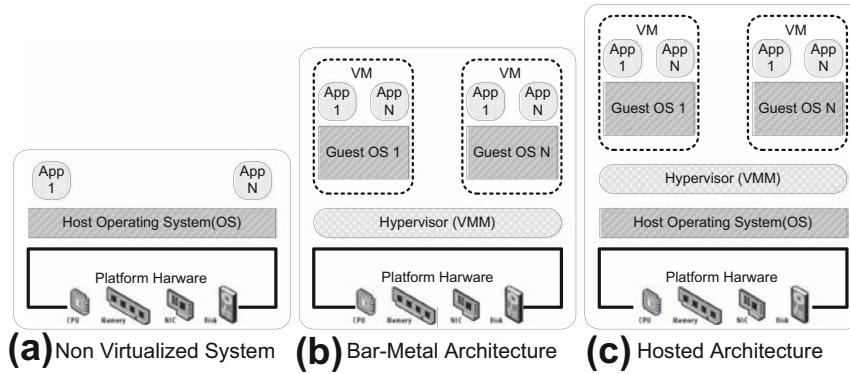 App 1
App N
Host Operating System(OS)
Platform Harware
CPU Memory NIC Disk
(a) Non Virtualized System
VM
App 1
App N
Guest OS 1
VM
App 1
App N
Guest OS N
Hypervisor (VMM)
Platform Harware
CPU Memory NIC Disk
(b) Bar-Metal Architecture
VM
App 1
App N
Guest OS 1
VM
App 1
App N
Guest OS N
Hypervisor (VMM)
Host Operating System(OS)
Platform Harware
CPU Memory NIC Disk
(c) Hosted Architecture